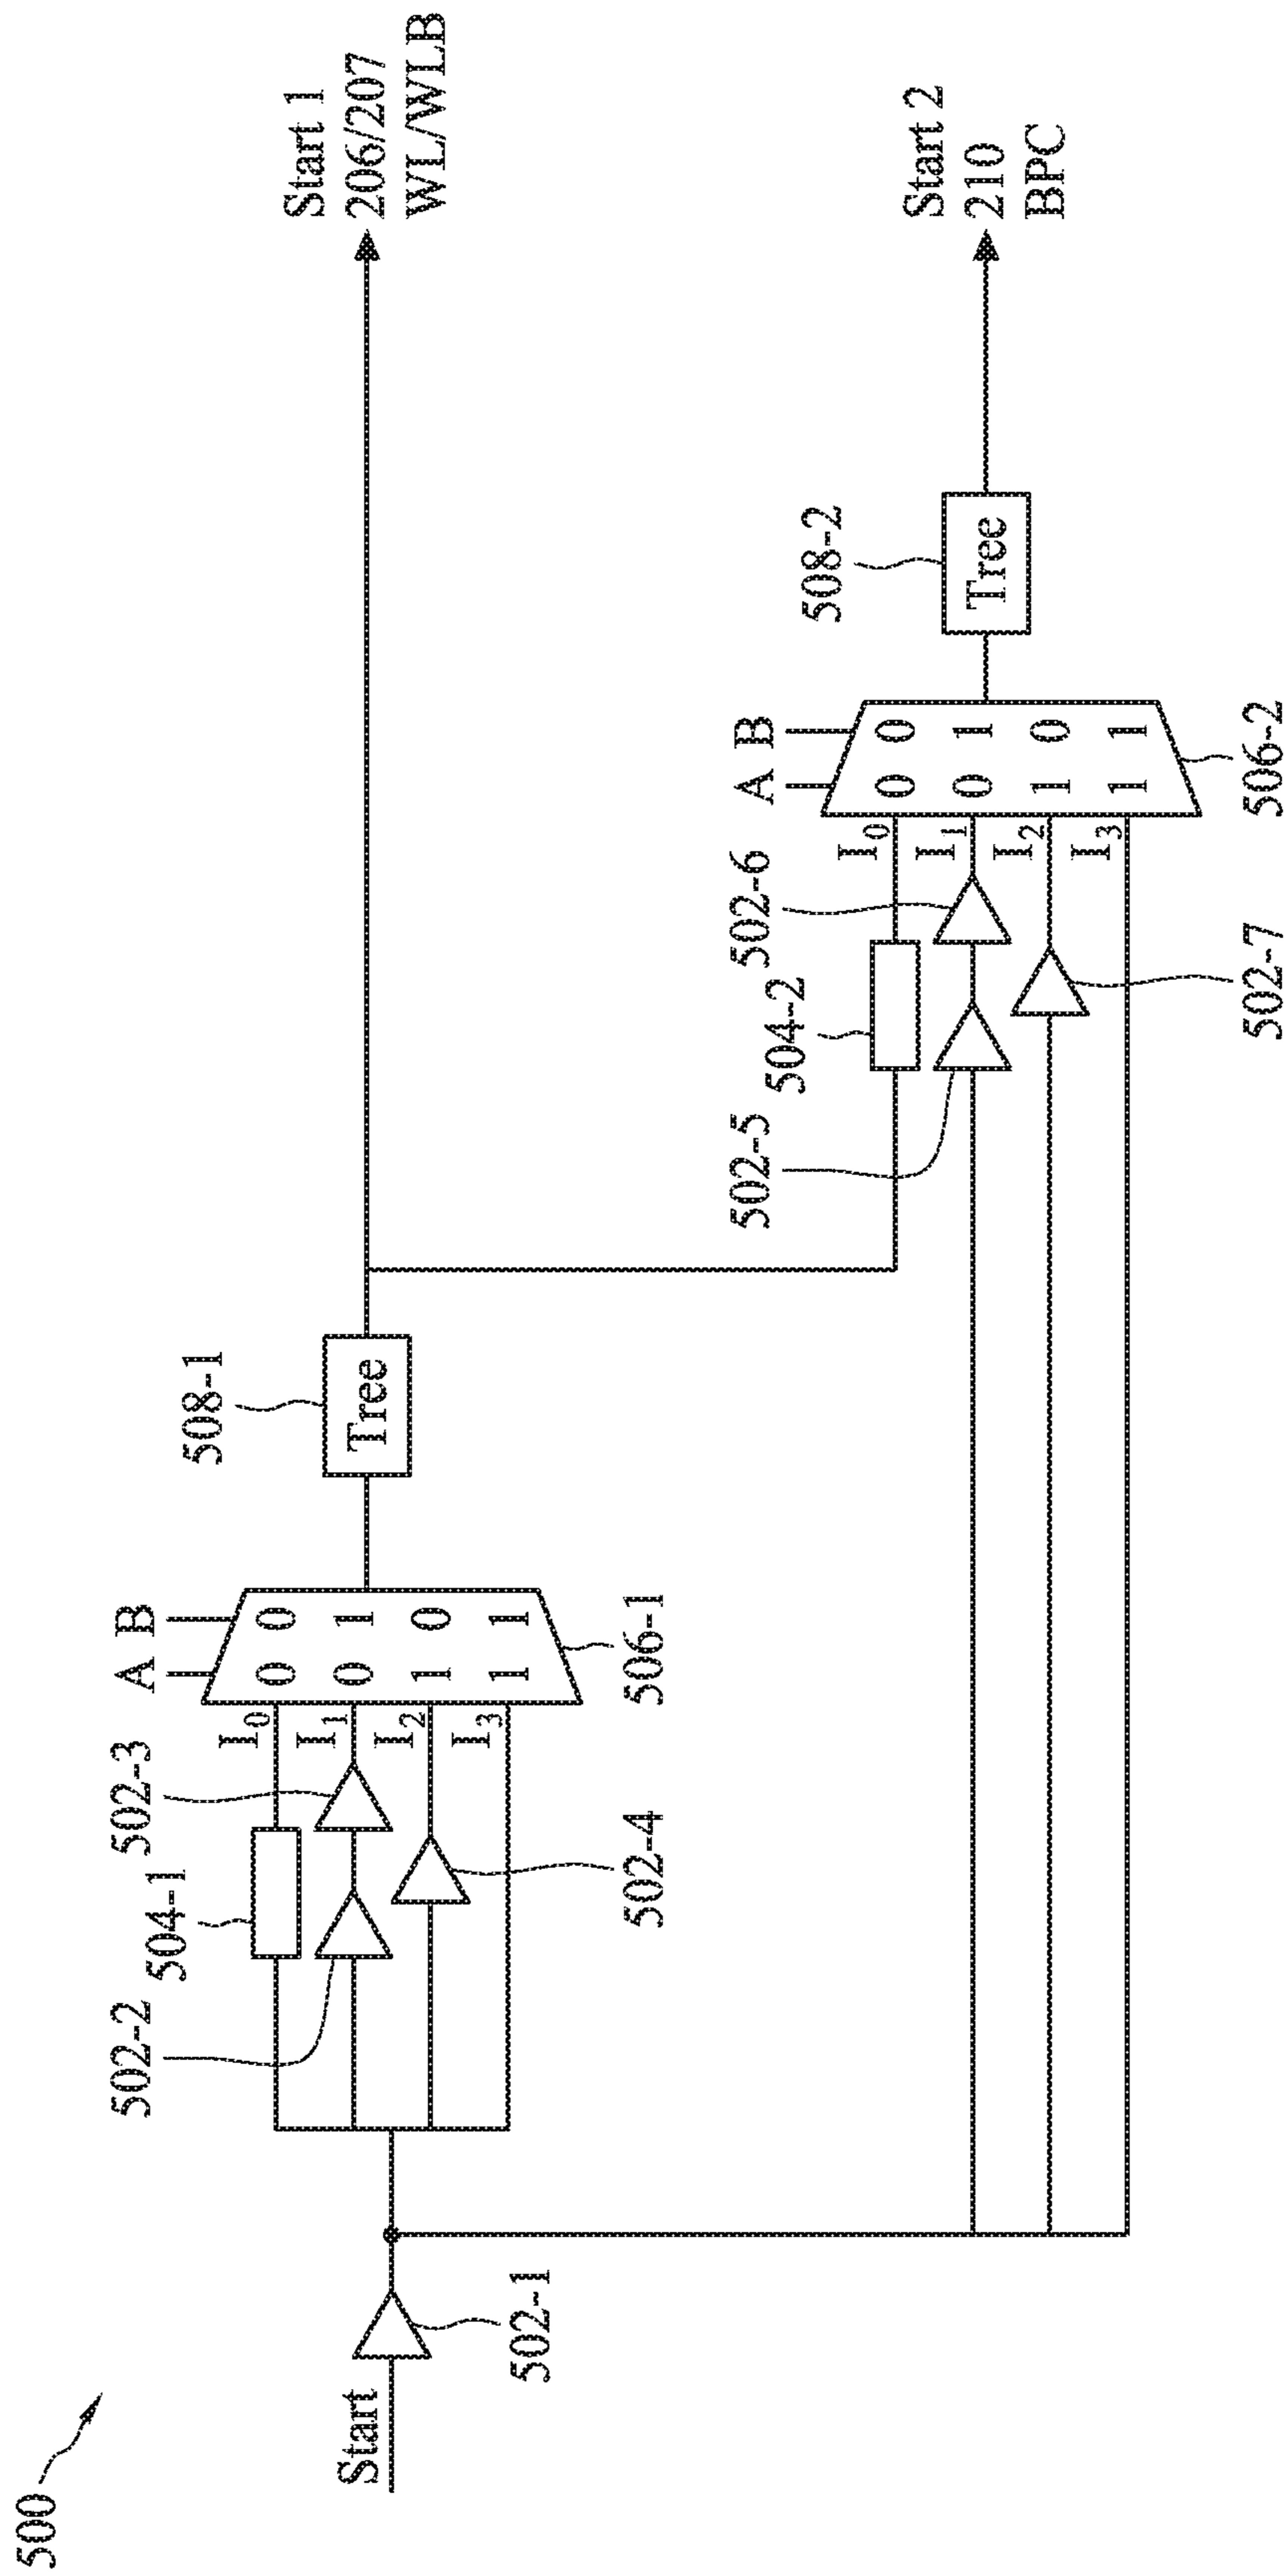 500
Start
502-1
502-2
504-1
502-3
502-4
I0
I1
I2
I3
A B
0 0
0 1
1 0
1 1
506-1
508-1
Tree
Start 1
206/207
WL/WLB
502-5
504-2
502-6
502-7
I0
I1
I2
I3
A B
0 0
0 1
1 0
1 1
506-2
508-2
Tree
Start 2
210
BPC